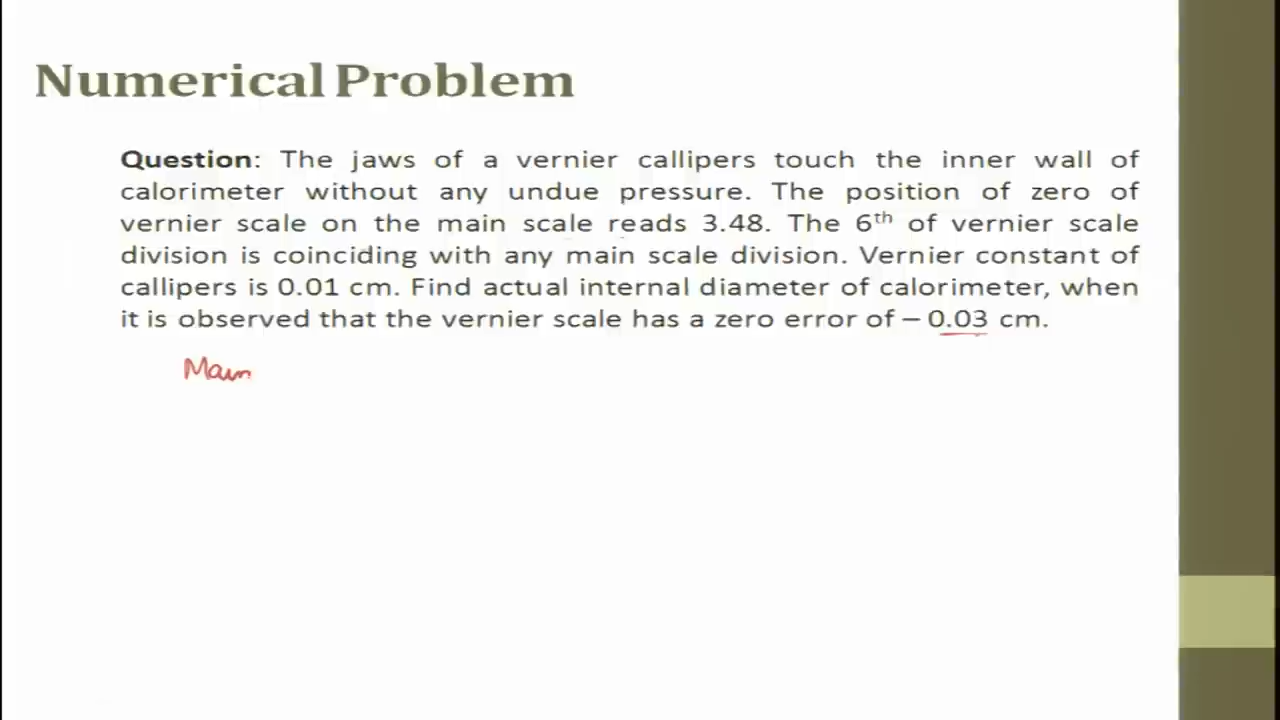 Numerical Problem
Question: The jaws of a vernier callipers touch the inner wall of
calorimeter without any undue pressure. The position of zero of
vernier scale on the main scale reads 3.48. The 6th of vernier scale
division is coinciding with any main scale division. Vernier constant of
callipers is 0.01 cm. Find actual internal diameter of calorimeter, when
it is observed that the vernier scale has a zero error of – 0.03 cm.
Main